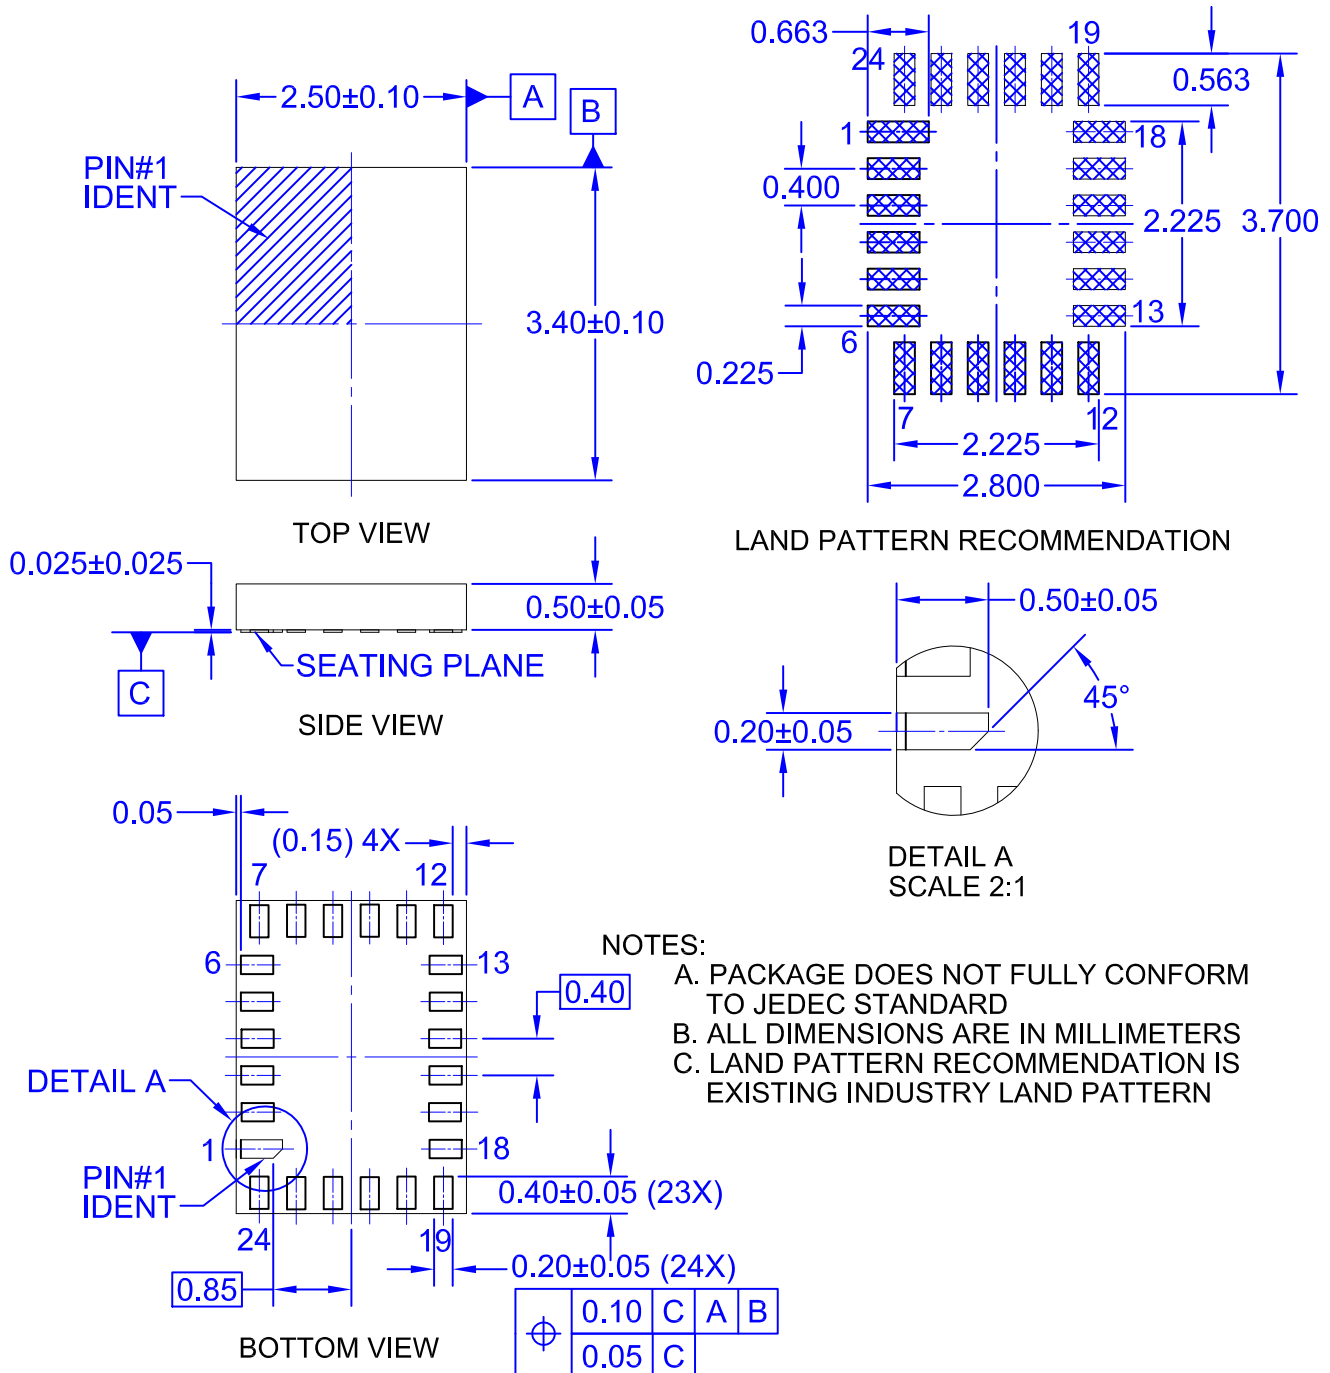 2.50±0.10
A
B
PIN#1
IDENT
3.40±0.10
TOP VIEW
0.663
24
19
0.563
1
18
0.400
2.225
3.700
13
6
0.225
7
12
2.225
2.800
LAND PATTERN RECOMMENDATION
0.025±0.025
0.50±0.05
SEATING PLANE
C
SIDE VIEW
0.50±0.05
45°
0.20±0.05
DETAIL A
SCALE 2:1
0.05
(0.15) 4X
7
12
6
13
0.40
DETAIL A
1
18
PIN#1
IDENT
0.40±0.05 (23X)
24
19
0.20±0.05 (24X)
0.85
0.10 C A B
0.05 C
BOTTOM VIEW
NOTES:
A. PACKAGE DOES NOT FULLY CONFORM
TO JEDEC STANDARD
B. ALL DIMENSIONS ARE IN MILLIMETERS
C. LAND PATTERN RECOMMENDATION IS
EXISTING INDUSTRY LAND PATTERN